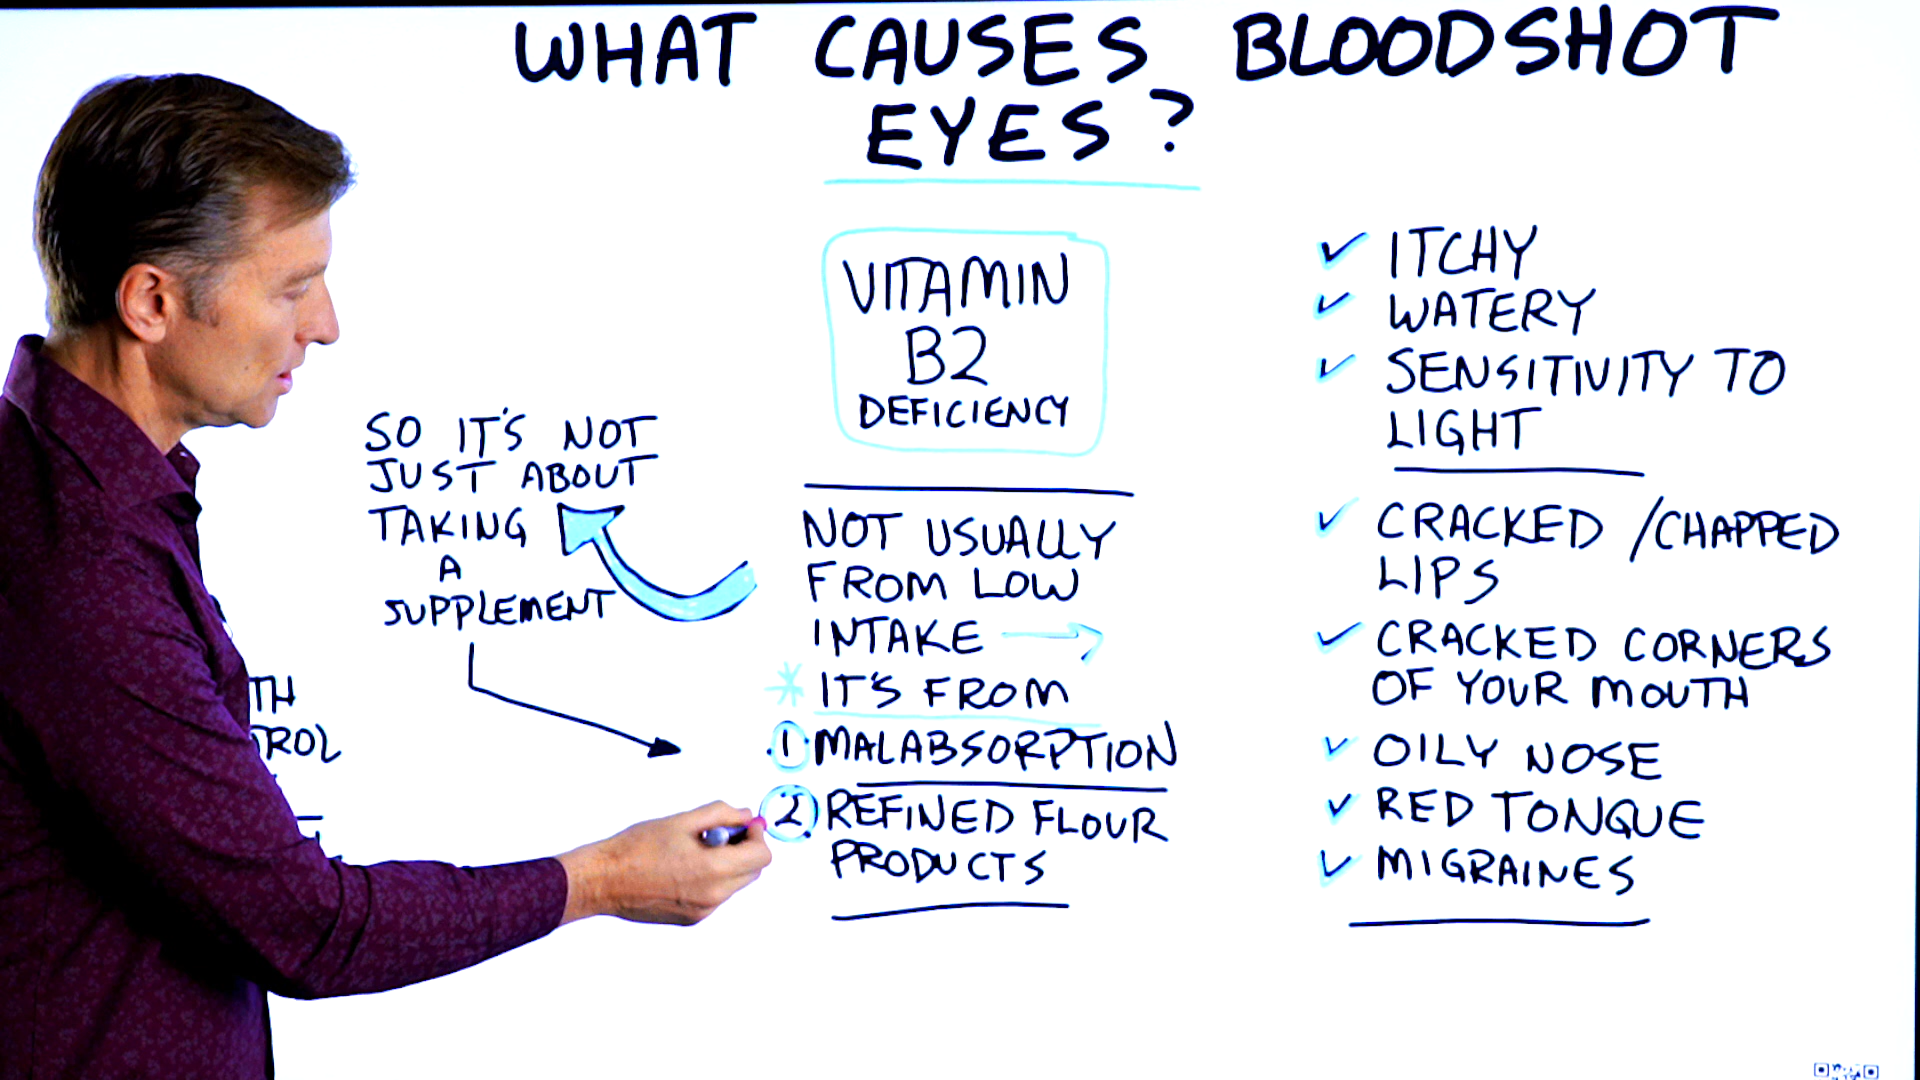 WHAT CAUSES BLOODSHOT
EYES?
SO IT'S NOT
JUST ABOUT
TAKING
A
SUPPLEMENT
VITAMIN
B2
DEFICIENCY
NOT USUALLY
FROM LOW
INTAKE →
* IT'S FROM
1 MALABSORPTION
2 REFINED FLOUR
PRODUCTS
✓ ITCHY
✓ WATERY
✓ SENSITIVITY TO
LIGHT
✓ CRACKED/CHAPPED
LIPS
✓ CRACKED CORNERS
OF YOUR MOUTH
✓ OILY NOSE
✓ RED TONGUE
✓ MIGRAINES